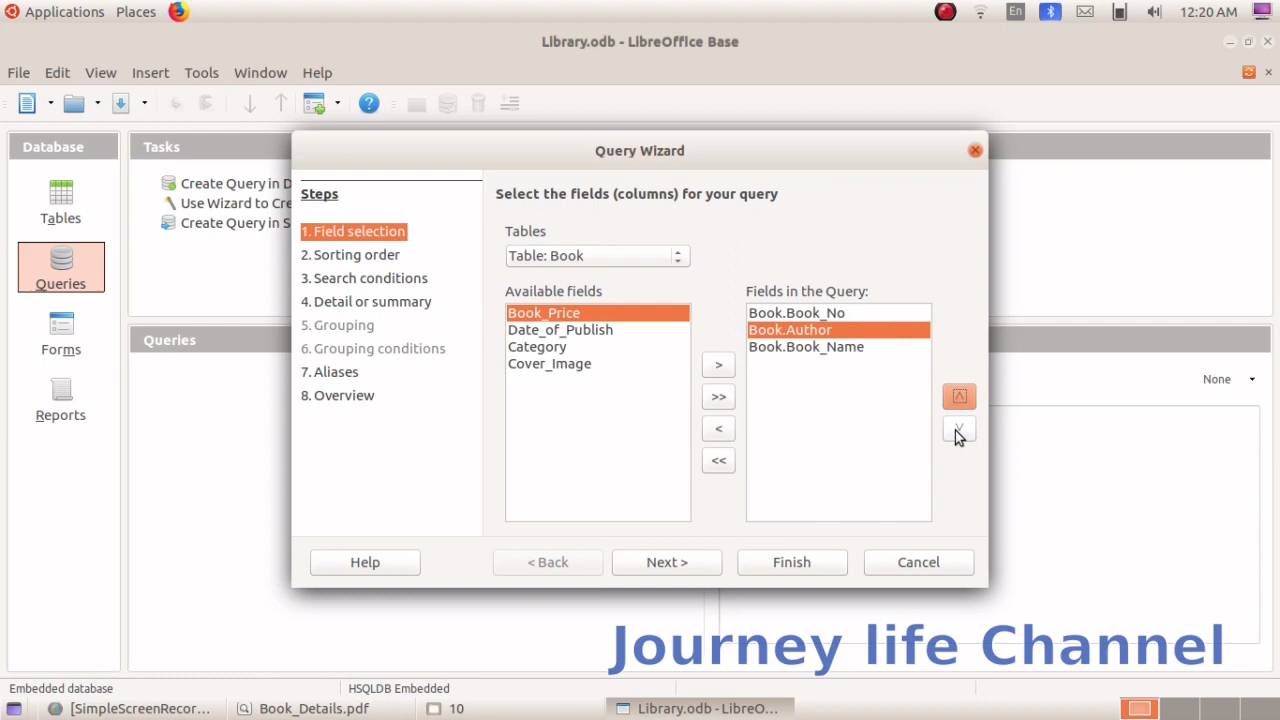 Applications Places En 12:20 AM
Library.odb - LibreOffice Base
File Edit View Insert Tools Window Help
Database
Tables
Queries
Forms
Reports
Tasks
Create Query in D
Use Wizard to Cre
Create Query in S
Queries
None
Query Wizard
Steps
1. Field selection
2. Sorting order
3. Search conditions
4. Detail or summary
5. Grouping
6. Grouping conditions
7. Aliases
8. Overview
Select the fields (columns) for your query
Tables
Table: Book
Available fields
Book_Price
Date_of_Publish
Category
Cover_Image
>
>>
<
<<
Fields in the Query:
Book.Book_No
Book.Author
Book.Book_Name
Help < Back Next > Finish Cancel
Journey life Channel
Embedded database HSQLDB Embedded
[SimpleScreenRecor... Book_Details.pdf 10 Library.odb - LibreO...